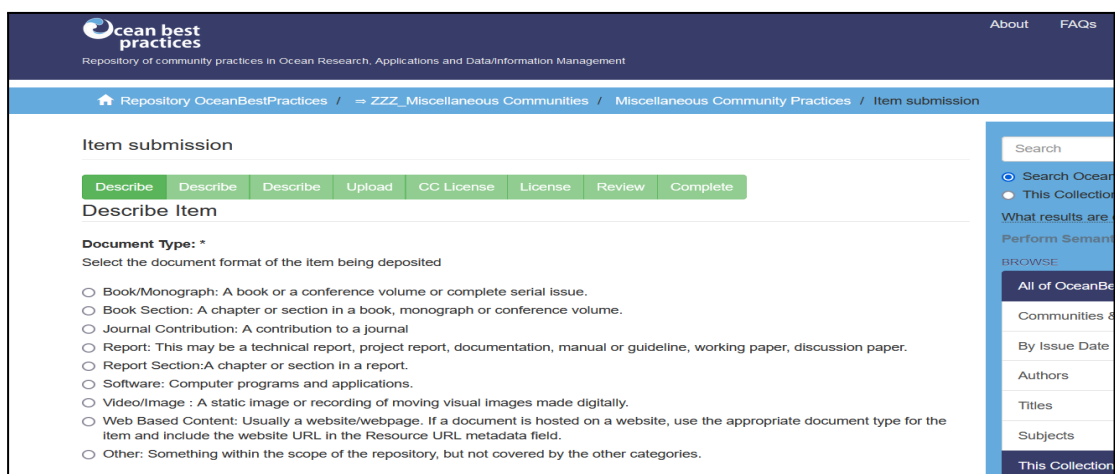 About FAQs
Ocean best
practices
Repository of community practices in Ocean Research, Applications and Data/Information Management
Repository OceanBestPractices / ⇒ ZZZ_Miscellaneous Communities / Miscellaneous Community Practices / Item submission
Item submission
Describe Describe Describe Upload CC License License Review Complete
Describe Item
Document Type: *
Select the document format of the item being deposited
Book/Monograph: A book or a conference volume or complete serial issue.
Book Section: A chapter or section in a book, monograph or conference volume.
Journal Contribution: A contribution to a journal
Report: This may be a technical report, project report, documentation, manual or guideline, working paper, discussion paper.
Report Section:A chapter or section in a report.
Software: Computer programs and applications.
Video/Image : A static image or recording of moving visual images made digitally.
Web Based Content: Usually a website/webpage. If a document is hosted on a website, use the appropriate document type for the
item and include the website URL in the Resource URL metadata field.
Other: Something within the scope of the repository, but not covered by the other categories.
Search
Search Ocean
This Collection
What results are
Perform Semant
BROWSE
All of OceanBe
Communities &
By Issue Date
Authors
Titles
Subjects
This Collection